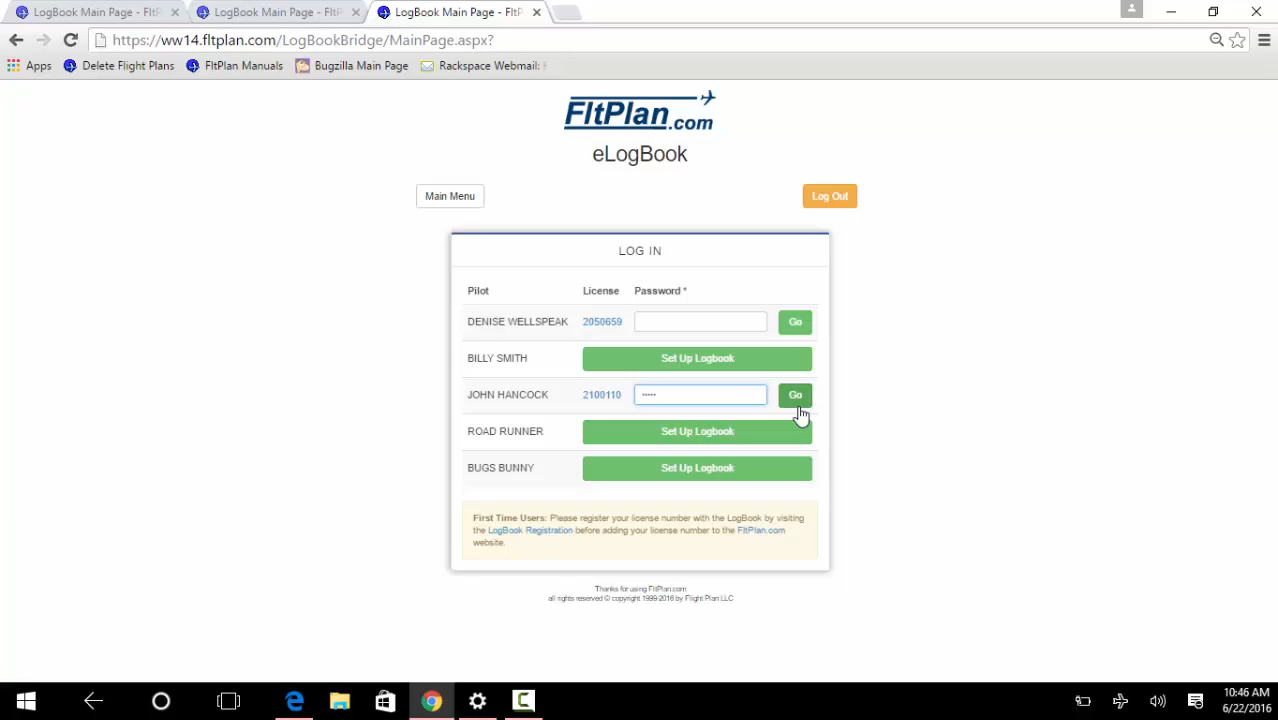 LogBook Main Page - FltP
LogBook Main Page - FltP
LogBook Main Page - FltP
https://ww14.fltplan.com/LogBookBridge/MainPage.aspx?
Apps Delete Flight Plans FltPlan Manuals Bugzilla Main Page Rackspace Webmail:
FltPlan.com
eLogBook
Main Menu Log Out
LOG IN
Pilot License Password *
DENISE WELLSPEAK 2050659 Go
BILLY SMITH Set Up Logbook
JOHN HANCOCK 2100110 ····· Go
ROAD RUNNER Set Up Logbook
BUGS BUNNY Set Up Logbook
First Time Users: Please register your license number with the LogBook by visiting
the LogBook Registration before adding your license number to the FltPlan.com
website.
Thanks for using FltPlan.com
all rights reserved © copyright 1999-2016 by Flight Plan LLC
10:46 AM
6/22/2016